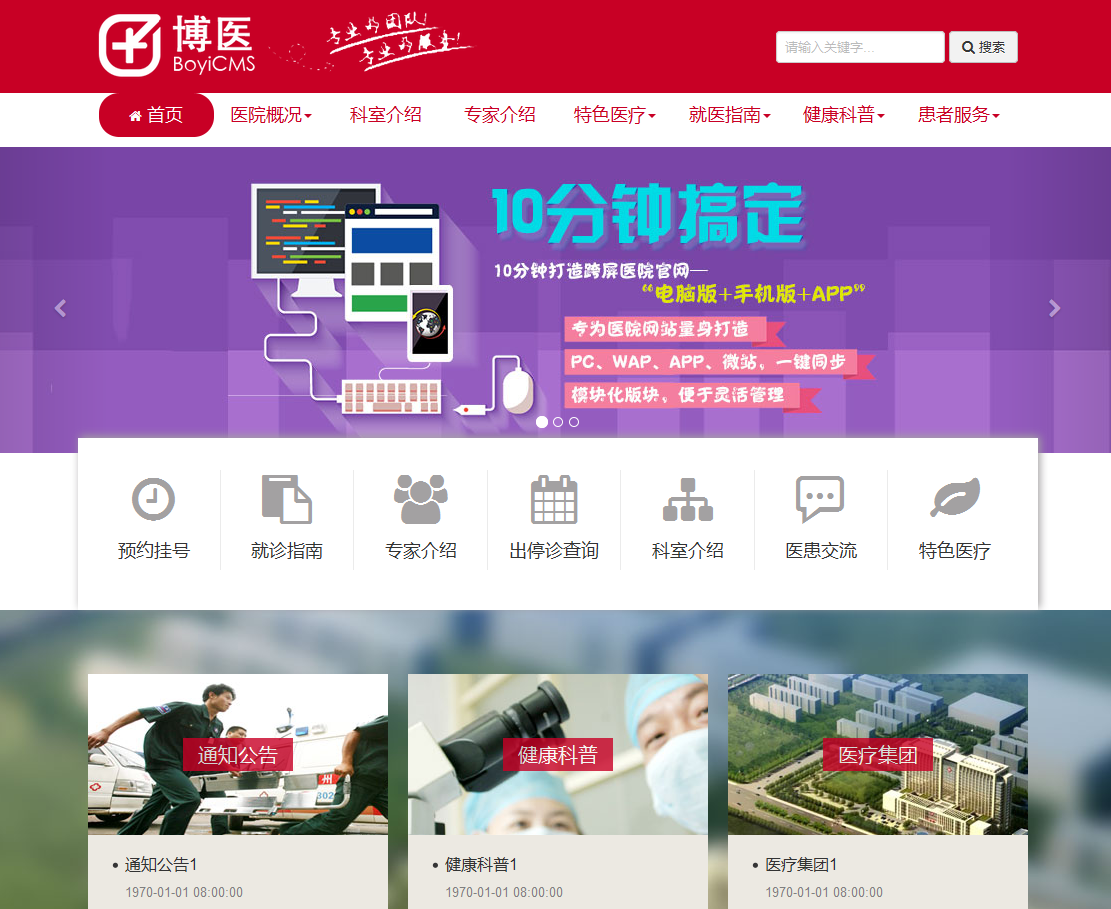 博医
BoyiCMS
专业的团队!
专业的服务!
请输入关键字...
搜索
首页
医院概况
科室介绍
专家介绍
特色医疗
就医指南
健康科普
患者服务
10分钟搞定
10分钟打造跨屏医院官网—
“电脑版+手机版+APP”
专为医院网站量身打造
PC、WAP、APP、微站。一键同步
模块化版块。便于灵活管理
预约挂号
就诊指南
专家介绍
出停诊查询
科室介绍
医患交流
特色医疗
通知公告
健康科普
医疗集团
州
302
• 通知公告1
1970-01-01 08:00:00
• 健康科普1
1970-01-01 08:00:00
• 医疗集团1
1970-01-01 08:00:00